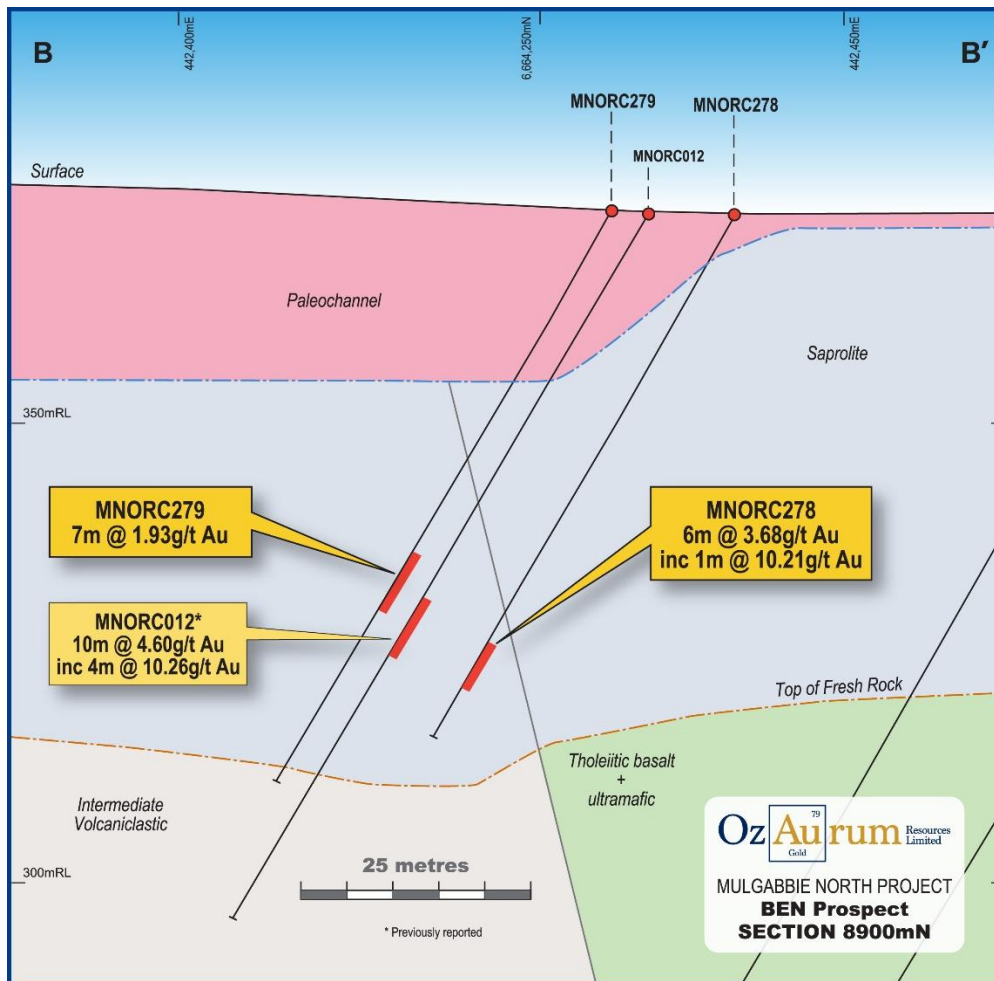 B
442,400mE
6,664,250mN
442,450mE
B'
MNORC279
MNORC278
MNORC012
Surface
Paleochannel
Saprolite
350mRL
MNORC279
7m @ 1.93g/t Au
MNORC278
6m @ 3.68g/t Au
inc 1m @ 10.21g/t Au
MNORC012*
10m @ 4.60g/t Au
inc 4m @ 10.26g/t Au
Top of Fresh Rock
Tholeiitic basalt
+
ultramafic
Intermediate
Volcaniclastic
300mRL
25 metres
* Previously reported
79
OzAurum Resources
Limited
Gold
MULGABBIE NORTH PROJECT
BEN Prospect
SECTION 8900mN